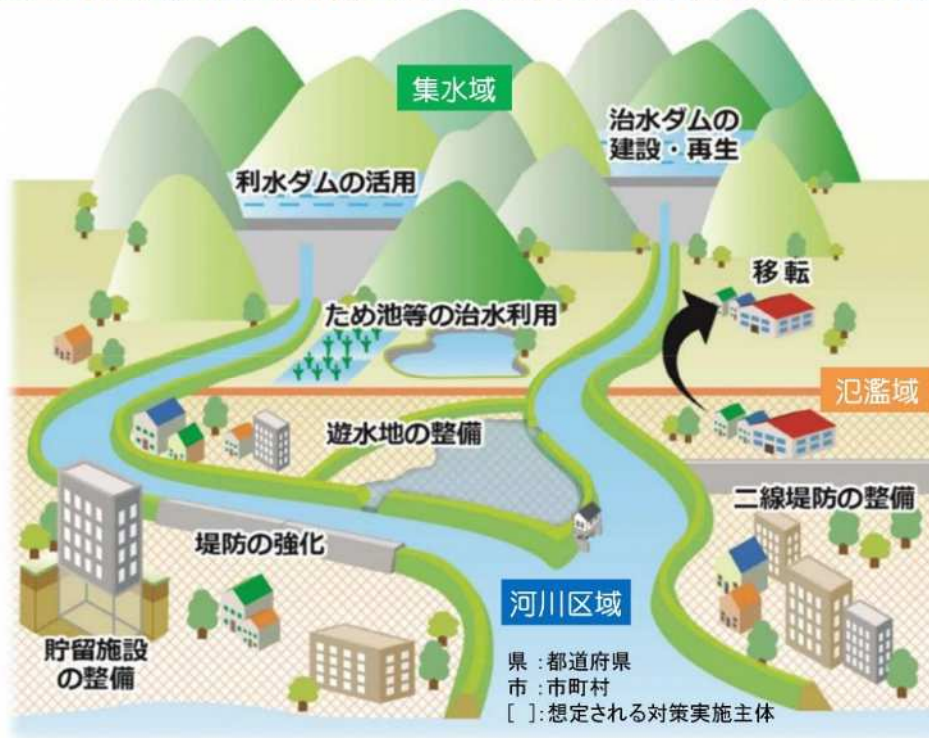 集水域
治水ダムの
建設・再生
利水ダムの活用
移転
ため池等の治水利用
氾濫域
遊水地の整備
二線堤防の整備
堤防の強化
河川区域
貯留施設
の整備
県：都道府県
市：市町村
[ ]：想定される対策実施主体